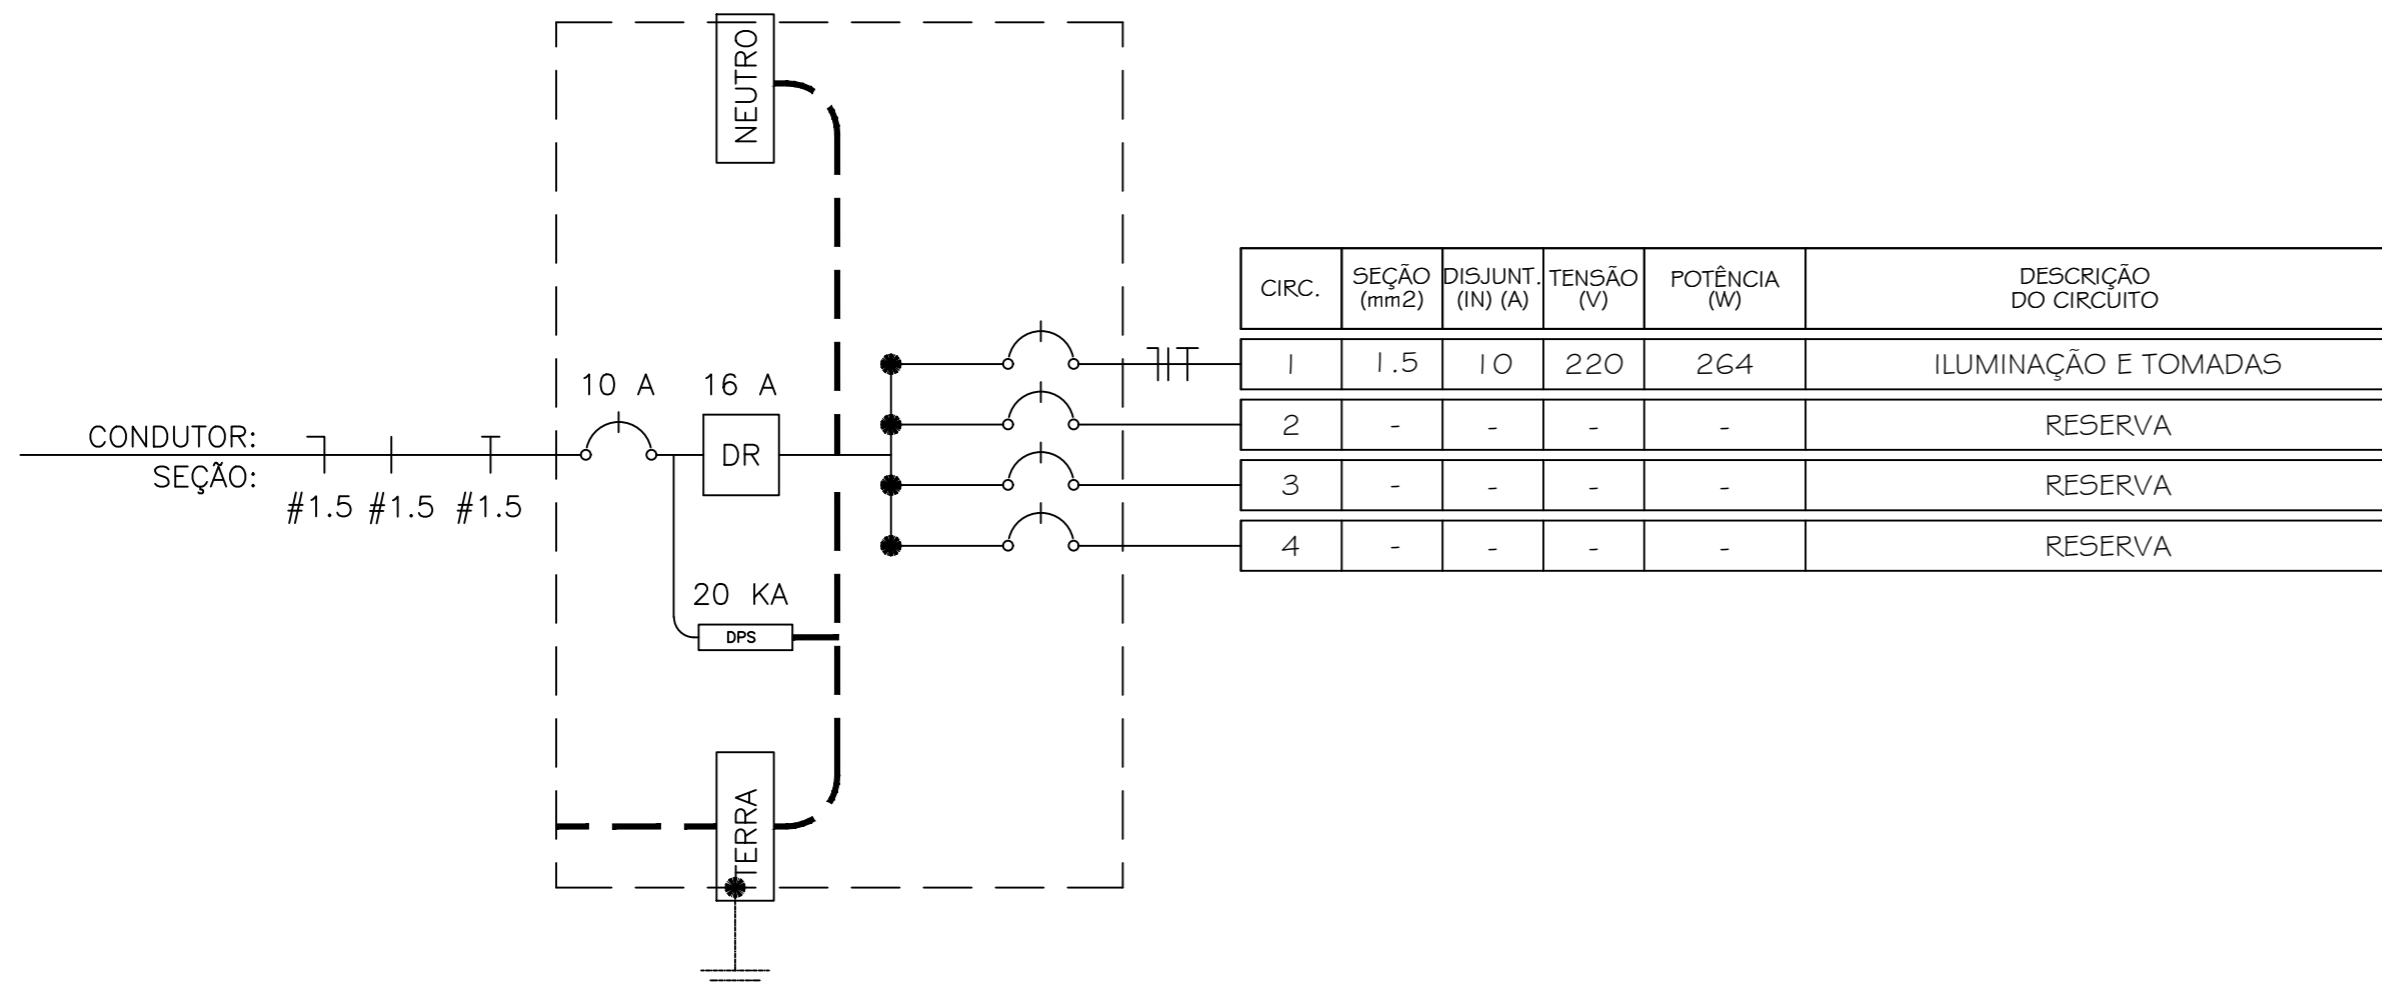 NEUTRO
10 A
16 A
CONDUTOR:
SEÇÃO:
#1.5 #1.5 #1.5
DR
20 KA
DPS
TERRA
CIRC. SEÇÃO (mm2) DISJUNT. (IN) (A) TENSÃO (V) POTÊNCIA (W) DESCRIÇÃO DO CIRCUITO
1 1.5 10 220 264 ILUMINAÇÃO E TOMADAS
2 - - - - RESERVA
3 - - - - RESERVA
4 - - - - RESERVA